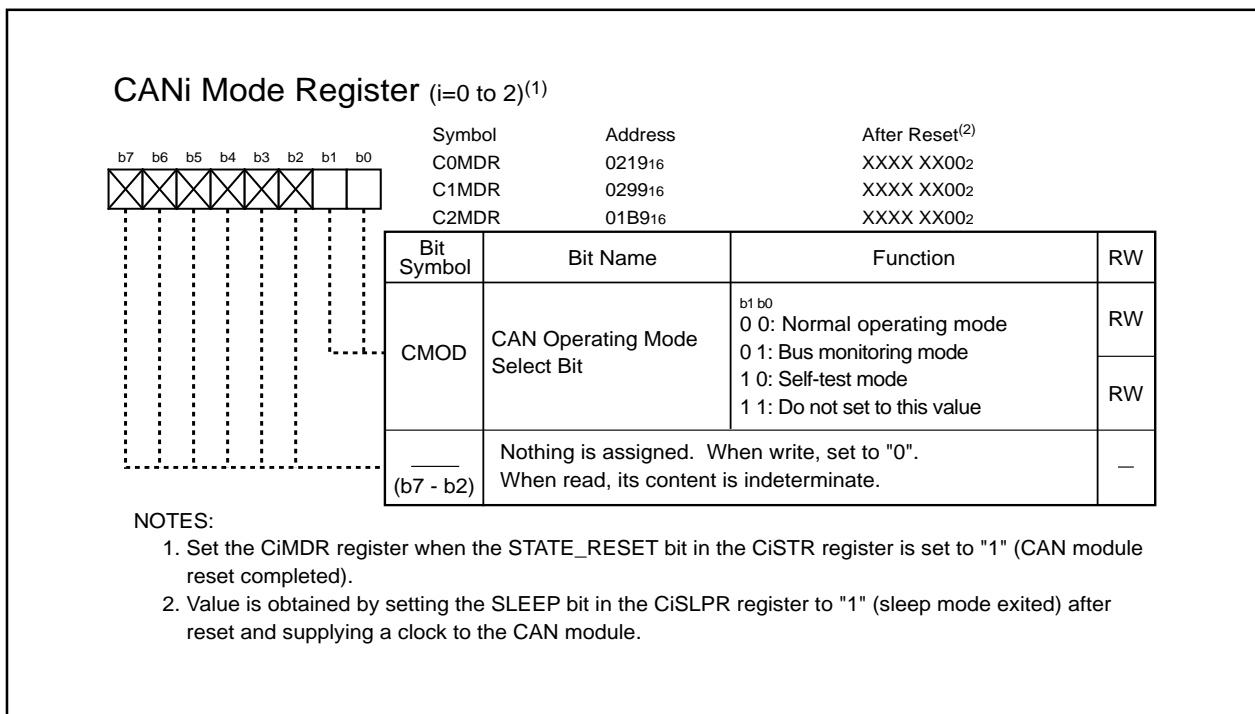 CANi Mode Register (i=0 to 2)(1)
Symbol Address After Reset(2)
C0MDR 021916 XXXX XX002
C1MDR 029916 XXXX XX002
C2MDR 01B916 XXXX XX002
b7 b6 b5 b4 b3 b2 b1 b0
Bit Symbol Bit Name Function RW
CMOD CAN Operating Mode Select Bit
b1 b0
0 0: Normal operating mode
0 1: Bus monitoring mode
1 0: Self-test mode
1 1: Do not set to this value
RW
RW
(b7 - b2)
Nothing is assigned. When write, set to "0".
When read, its content is indeterminate.
—
NOTES:
1. Set the CiMDR register when the STATE_RESET bit in the CiSTR register is set to "1" (CAN module
reset completed).
2. Value is obtained by setting the SLEEP bit in the CiSLPR register to "1" (sleep mode exited) after
reset and supplying a clock to the CAN module.